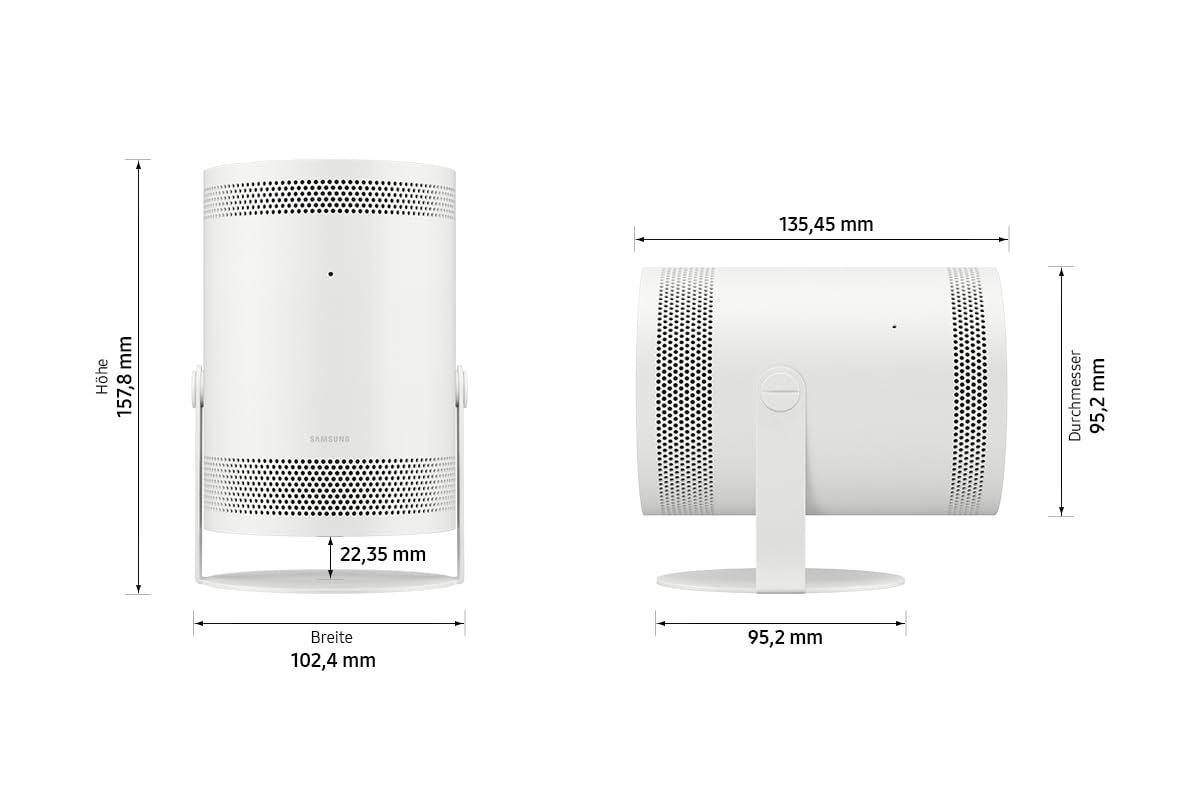 Höhe
157,8 mm
SAMSUNG
22,35 mm
Breite
102,4 mm
135,45 mm
Durchmesser
95,2 mm
95,2 mm